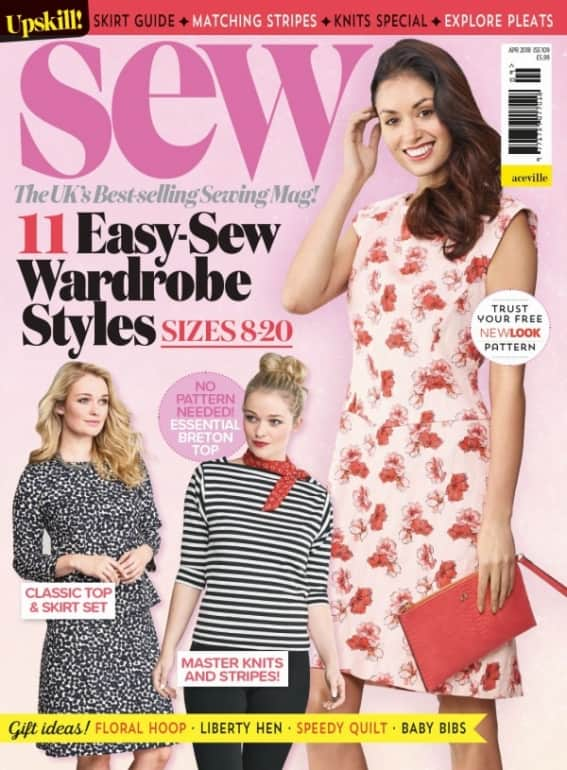 Upskill! SKIRT GUIDE + MATCHING STRIPES + KNITS SPECIAL + EXPLORE PLEATS
sew
APR 2018 ISS 109
£5.99
aceville
The UK's Best-selling Sewing Mag!
11 Easy-Sew
Wardrobe
Styles SIZES 8-20
TRUST
YOUR FREE
NEWLOOK
PATTERN
NO
PATTERN
NEEDED!
ESSENTIAL
BRETON
TOP
CLASSIC TOP
& SKIRT SET
MASTER KNITS
AND STRIPES!
Gift ideas! FLORAL HOOP · LIBERTY HEN · SPEEDY QUILT · BABY BIBS